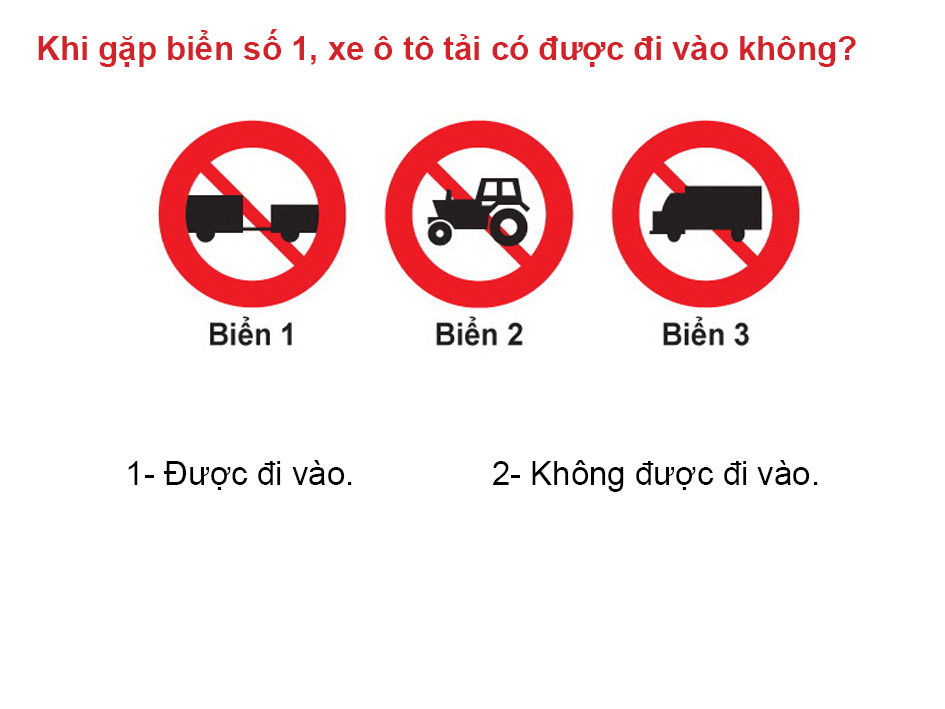 Khi gặp biển số 1, xe ô tô tải có được đi vào không?
Biển 1 Biển 2 Biển 3
1- Được đi vào. 2- Không được đi vào.